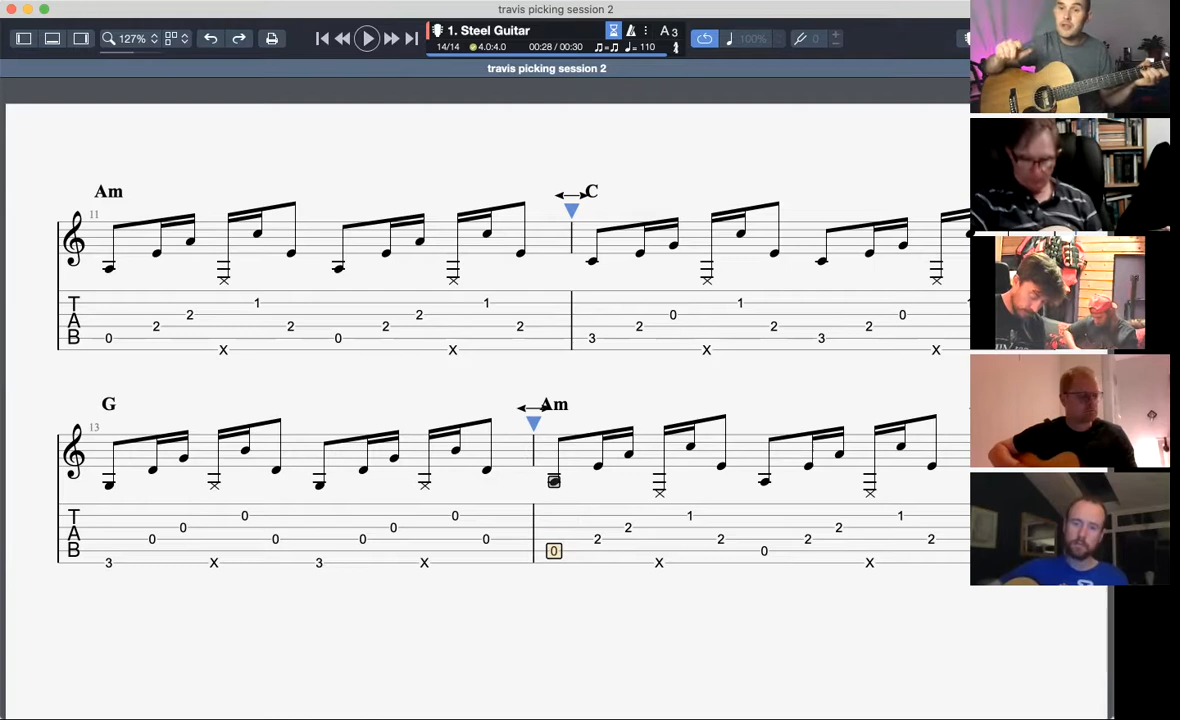 travis picking session 2
127%
1. Steel Guitar
14/14 4.0:4.0 00:28 / 00:30 = = 110
100%
0
travis picking session 2
Am C
11
T A B
0 2 2 X 1 2 0 2 2 X 1 2 3 2 0 X 1 2 3 2 0 X 1
G Am
13
T A B
3 0 0 X 0 0 3 0 0 X 0 0 0 2 2 X 1 2 0 2 2 X 1 2